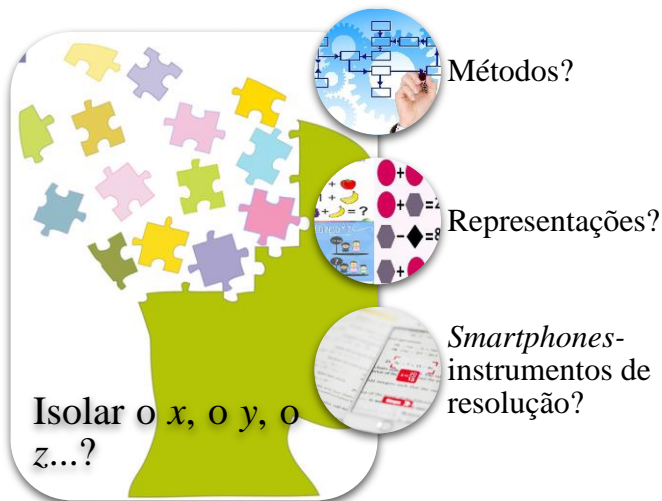 Métodos?
Representações?
Smartphones-
instrumentos de
resolução?
Isolar o x, o y, o
z...?